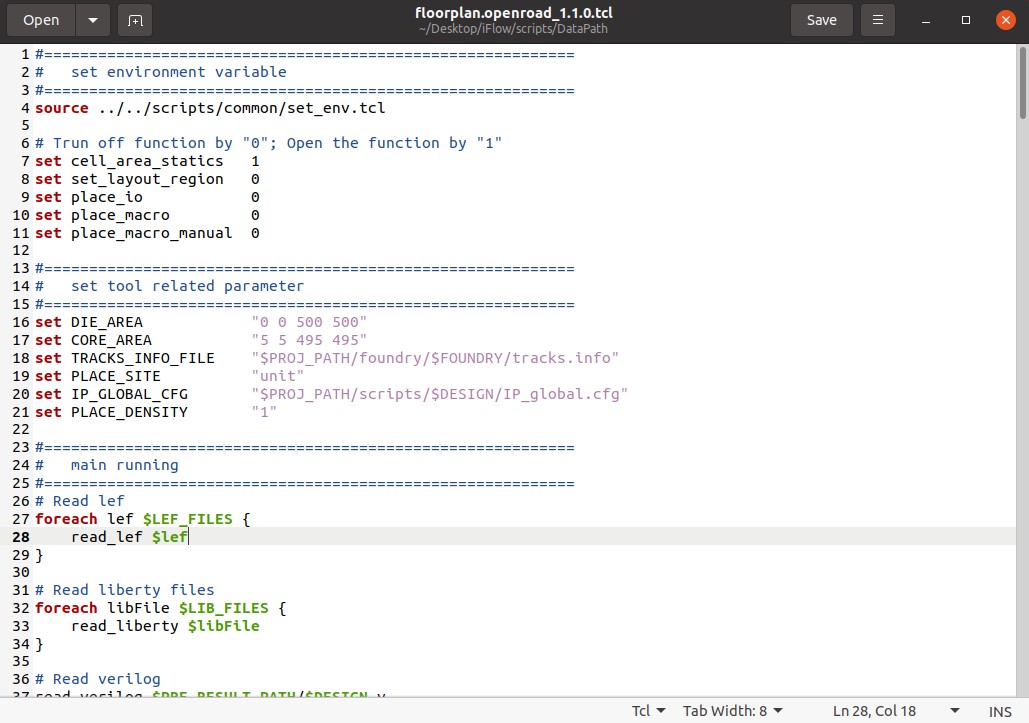 Open
floorplan.openroad_1.1.0.tcl
~/Desktop/iFlow/scripts/DataPath
Save
1 #===========================================================
2 #   set environment variable
3 #===========================================================
4 source ../../scripts/common/set_env.tcl
5
6 # Trun off function by "0"; Open the function by "1"
7 set cell_area_statics   1
8 set set_layout_region   0
9 set place_io            0
10 set place_macro         0
11 set place_macro_manual  0
12
13 #===========================================================
14 #   set tool related parameter
15 #===========================================================
16 set DIE_AREA            "0 0 500 500"
17 set CORE_AREA           "5 5 495 495"
18 set TRACKS_INFO_FILE    "$PROJ_PATH/foundry/$FOUNDRY/tracks.info"
19 set PLACE_SITE          "unit"
20 set IP_GLOBAL_CFG       "$PROJ_PATH/scripts/$DESIGN/IP_global.cfg"
21 set PLACE_DENSITY       "1"
22
23 #===========================================================
24 #   main running
25 #===========================================================
26 # Read lef
27 foreach lef $LEF_FILES {
28     read_lef $lef
29 }
30
31 # Read liberty files
32 foreach libFile $LIB_FILES {
33     read_liberty $libFile
34 }
35
36 # Read verilog
37 read_verilog $PRE_RESULT_PATH/$DESIGN.v
Tcl
Tab Width: 8
Ln 28, Col 18
INS